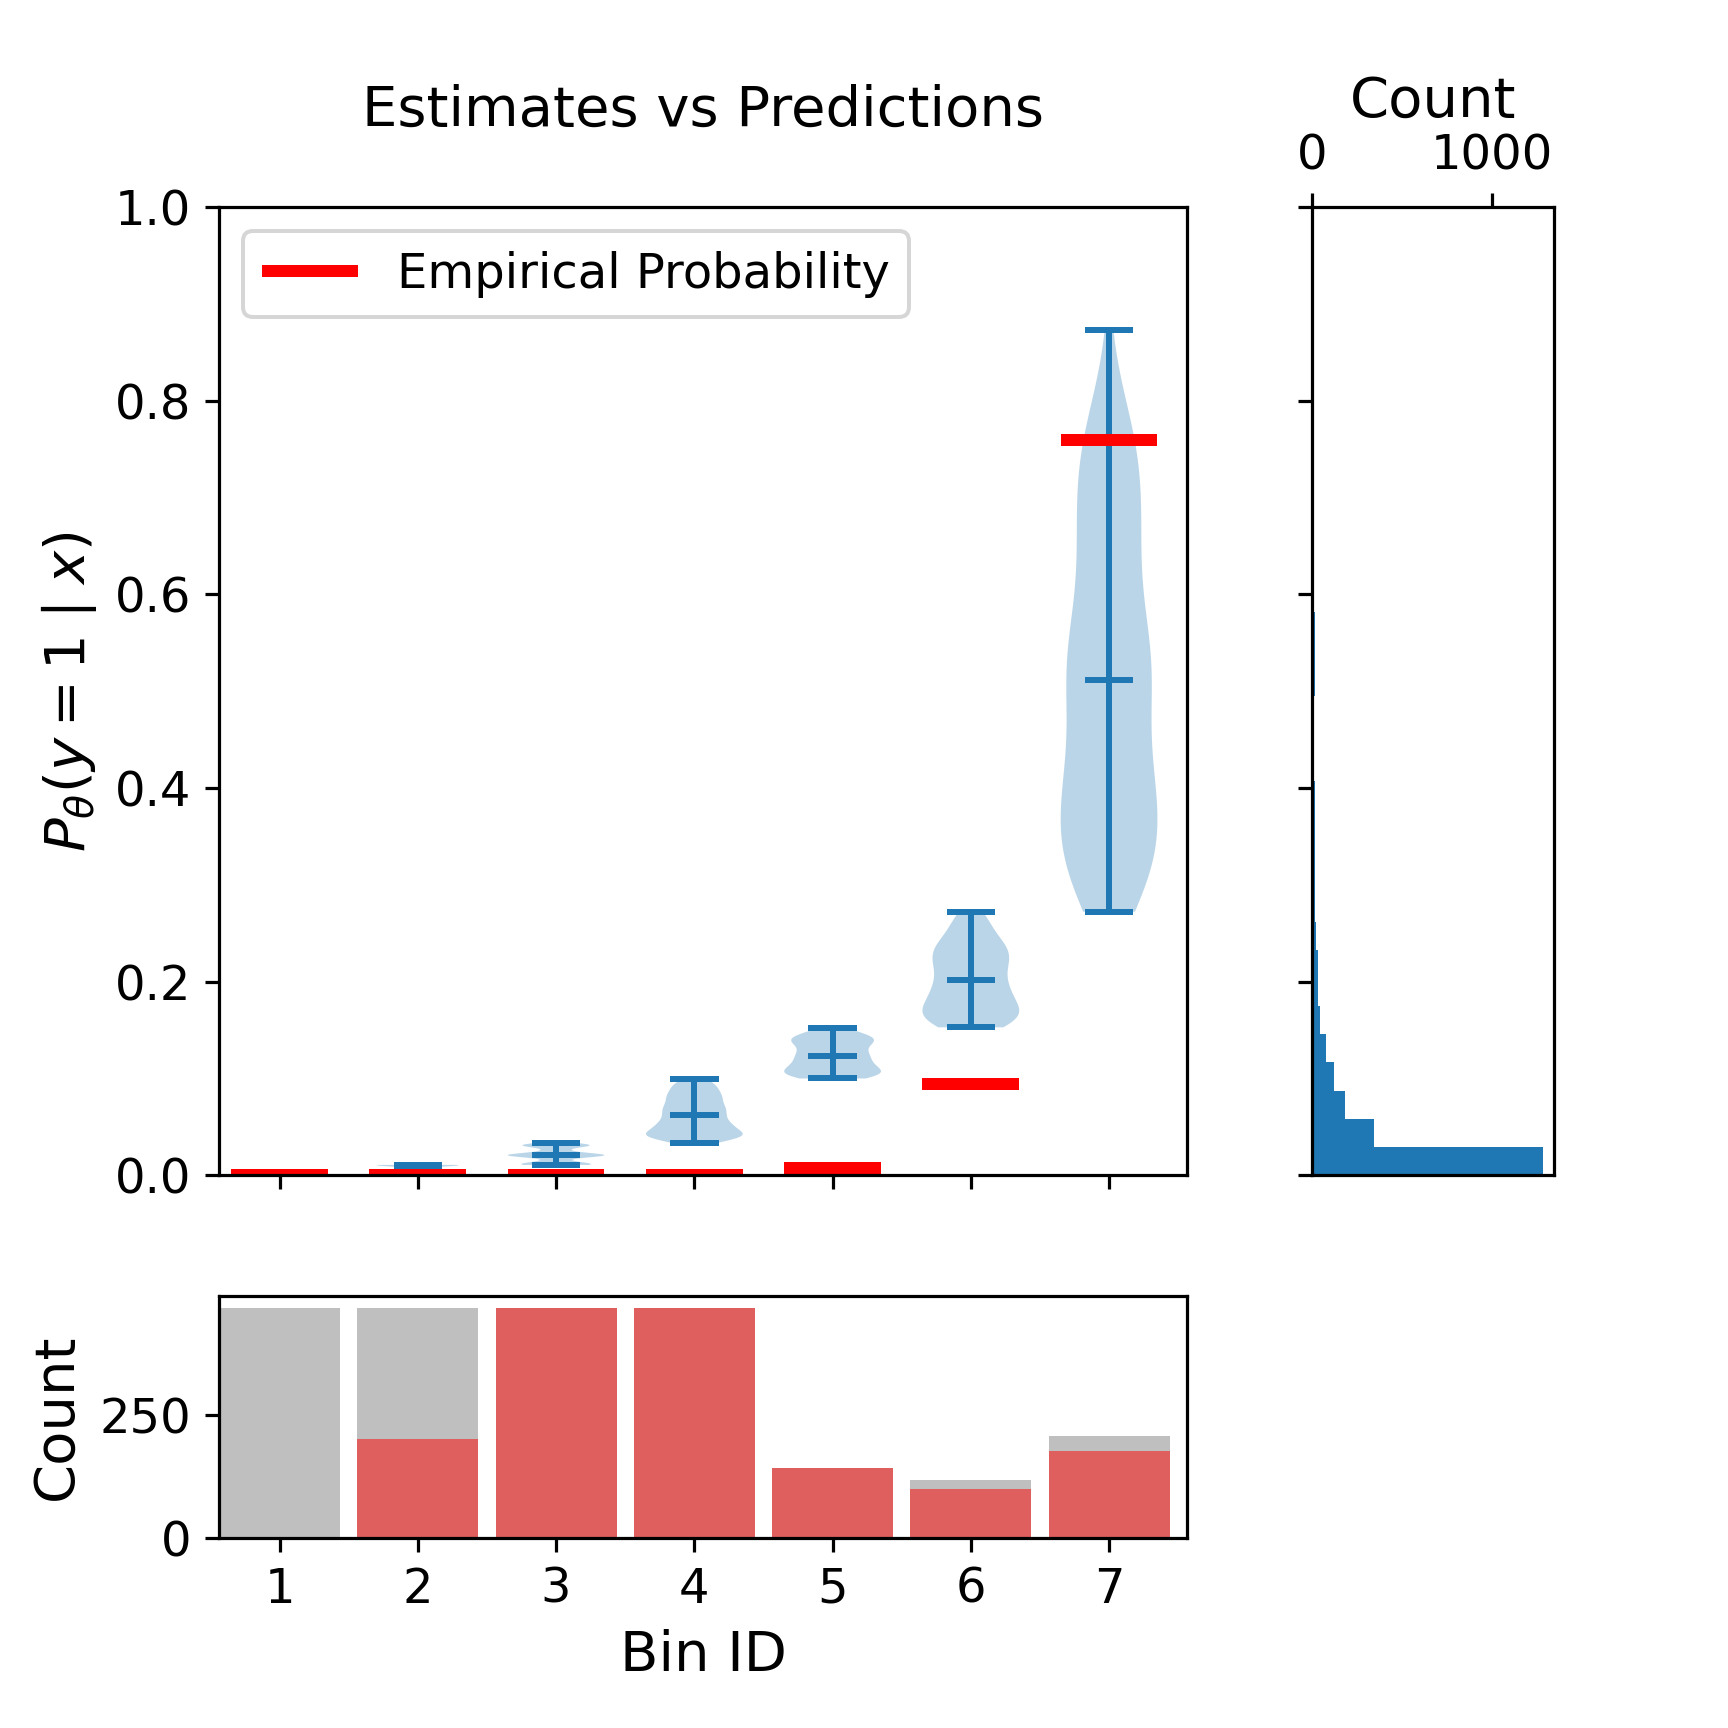 Estimates vs Predictions
Count
0 1000
1.0
Empirical Probability
0.8
0.6
0.4
0.2
0.0
P_θ(y = 1 | x)
Count
250
0
1 2 3 4 5 6 7
Bin ID